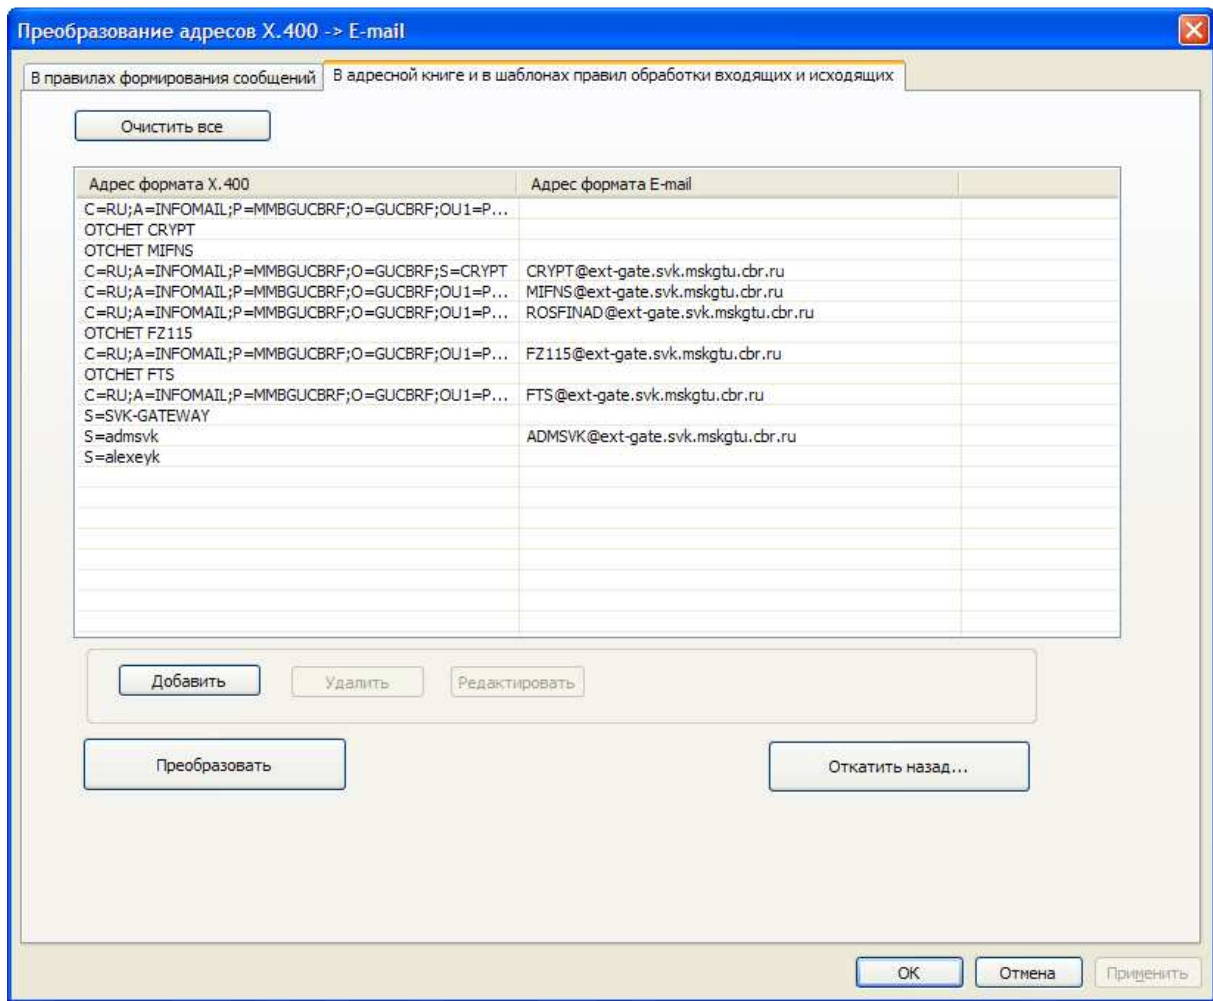 Преобразование адресов X.400 -> E-mail
В правилах формирования сообщений В адресной книге и в шаблонах правил обработки входящих и исходящих
Очистить все
Адрес формата X.400 Адрес формата E-mail
C=RU;A=INFOMAIL;P=MMBGUCBRF;O=GUCBRF;OU1=P...
ОТСНЕТ CRYPT
ОТСНЕТ MIFNS
C=RU;A=INFOMAIL;P=MMBGUCBRF;O=GUCBRF;S=CRYPT CRYPT@ext-gate.svk.mskgtu.cbr.ru
C=RU;A=INFOMAIL;P=MMBGUCBRF;O=GUCBRF;OU1=P... MIFNS@ext-gate.svk.mskgtu.cbr.ru
C=RU;A=INFOMAIL;P=MMBGUCBRF;O=GUCBRF;OU1=P... ROSFINAD@ext-gate.svk.mskgtu.cbr.ru
ОТСНЕТ FZ115
C=RU;A=INFOMAIL;P=MMBGUCBRF;O=GUCBRF;OU1=P... FZ115@ext-gate.svk.mskgtu.cbr.ru
ОТСНЕТ FTS
C=RU;A=INFOMAIL;P=MMBGUCBRF;O=GUCBRF;OU1=P... FTS@ext-gate.svk.mskgtu.cbr.ru
S=SVK-GATEWAY
S=admsvk ADMSVK@ext-gate.svk.mskgtu.cbr.ru
S=alexeyk
Добавить Удалить Редактировать
Преобразовать Откатить назад...
OK Отмена Применить